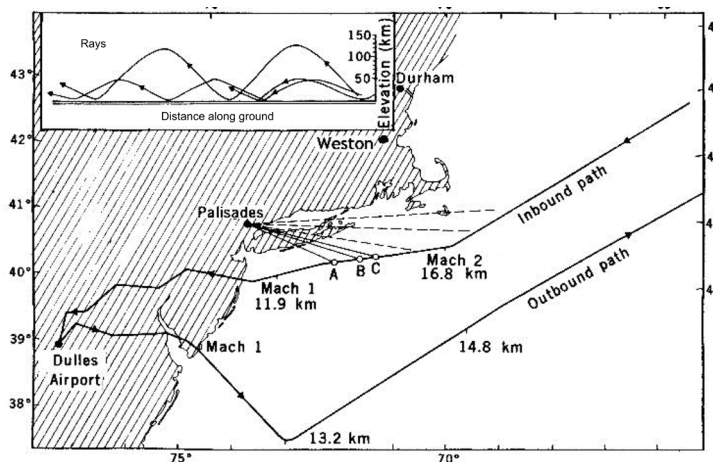 Rays
150
100
50
0
Elevation (km)
Distance along ground
43°
42°
41°
40°
39°
38°
Durham
Weston
Palisades
A
B
C
Mach 2
16.8 km
Mach 1
11.9 km
Inbound path
Outbound path
Mach 1
Dulles
Airport
14.8 km
13.2 km
75°
70°